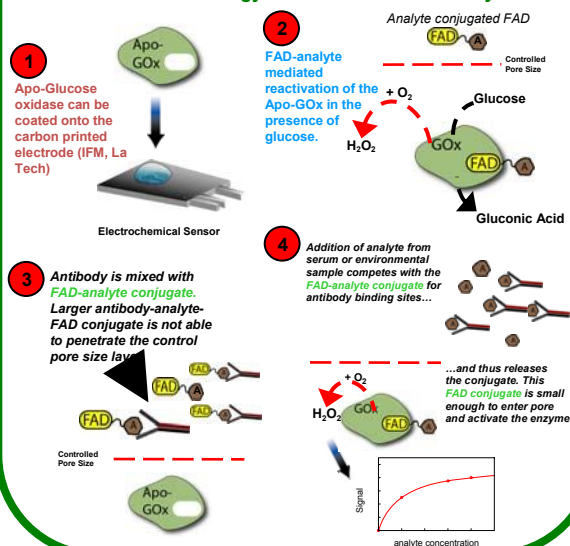 1
Apo-
GOx
Apo-Glucose
oxidase can be
coated onto the
carbon printed
electrode (IFM, La
Tech)
Electrochemical Sensor
2
Analyte conjugated FAD
FAD
A
Controlled
Pore Size
FAD-analyte
mediated
reactivation of the
Apo-GOx in the
presence of
glucose.
+ O₂
Glucose
H₂O₂
GOx
FAD
A
Gluconic Acid
3
Antibody is mixed with
FAD-analyte conjugate.
Larger antibody-analyte-
FAD conjugate is not able
to penetrate the control
pore size
FAD
A
FAD
A
FAD
A
FAD
A
Controlled
Pore Size
Apo-
GOx
4
Addition of analyte from
serum or environmental
sample competes with the
FAD-analyte conjugate for
antibody binding sites…
A
A
A
A
A
A
A
…and thus releases
the conjugate. This
FAD conjugate is small
enough to enter pore
and activate the enzyme
+ O₂
H₂O₂
GOx
FAD
A
Signal
analyte concentration